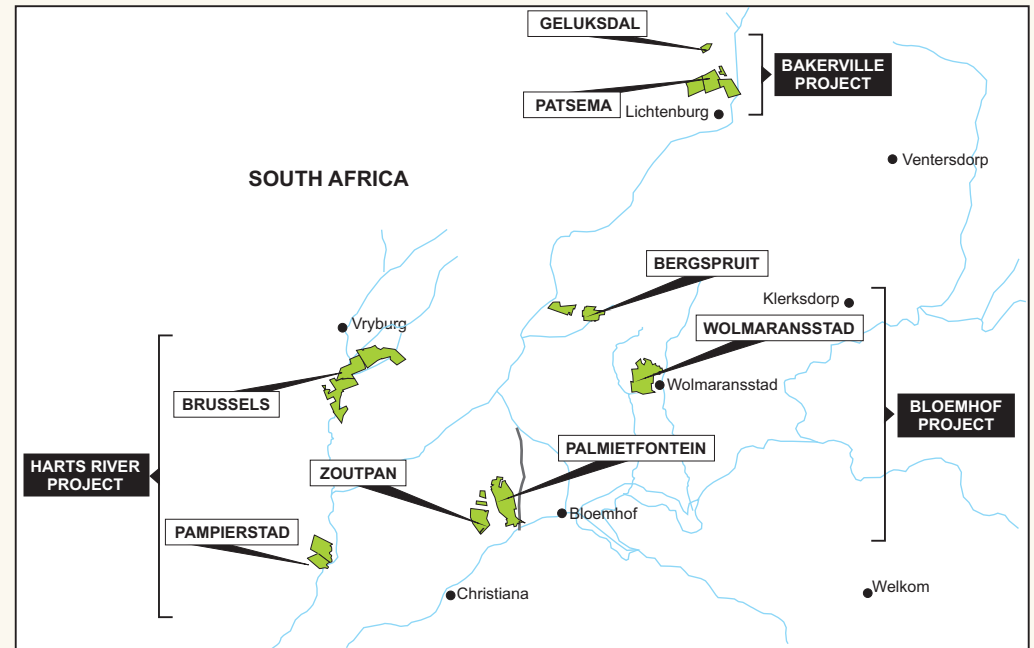 GELUKSDAL
BAKERVILLE
PROJECT
PATSEMA
Lichtenburg
Ventersdorp
SOUTH AFRICA
BERGSPRUIT
Klerksdorp
Vryburg
WOLMARANSSTAD
Wolmaransstad
BRUSSELS
BLOEMHOF
PROJECT
PALMIETFONTEIN
HARTS RIVER
PROJECT
ZOUTPAN
Bloemhof
PAMPIERSTAD
Christiana
Welkom